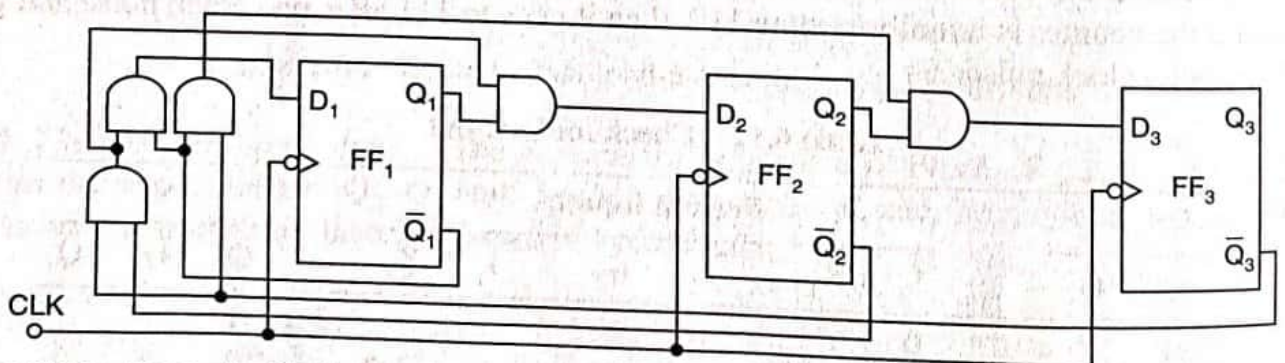 D₁ Q₁
FF₁
Q̅₁
D₂ Q₂
FF₂
Q̅₂
D₃ Q₃
FF₃
Q̅₃
CLK